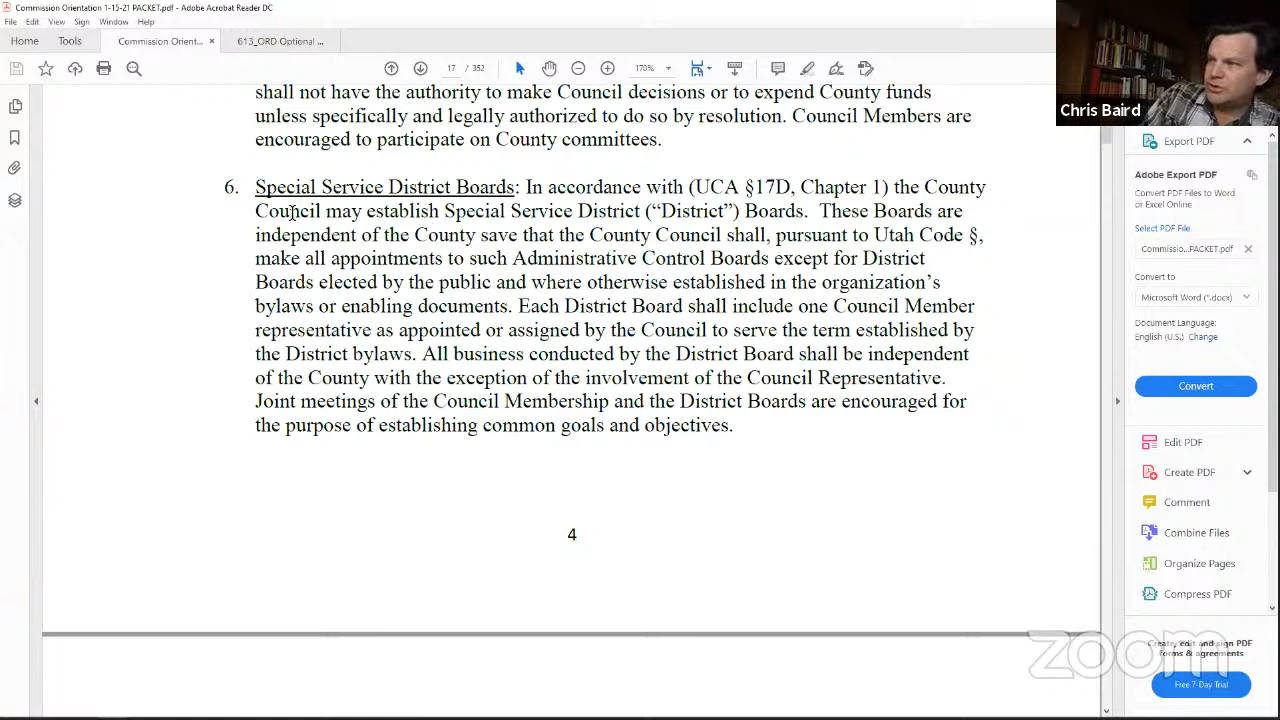 Commission Orientation 1-15-21 PACKET.pdf - Adobe Acrobat Reader DC
File Edit View Sign Window Help
Home Tools Commission Orient... × 613_ORD Optional ...
17 / 352 170%
Chris Baird
shall not have the authority to make Council decisions or to expend County funds
unless specifically and legally authorized to do so by resolution. Council Members are
encouraged to participate on County committees.
6. Special Service District Boards: In accordance with (UCA §17D, Chapter 1) the County
Council may establish Special Service District (“District”) Boards. These Boards are
independent of the County save that the County Council shall, pursuant to Utah Code §,
make all appointments to such Administrative Control Boards except for District
Boards elected by the public and where otherwise established in the organization’s
bylaws or enabling documents. Each District Board shall include one Council Member
representative as appointed or assigned by the Council to serve the term established by
the District bylaws. All business conducted by the District Board shall be independent
of the County with the exception of the involvement of the Council Representative.
Joint meetings of the Council Membership and the District Boards are encouraged for
the purpose of establishing common goals and objectives.
4
Export PDF
Adobe Export PDF
Convert PDF Files to Word
or Excel Online
Select PDF File
Commissio...PACKET.pdf ×
Convert to
Microsoft Word (*.docx)
Document Language:
English (U.S.) Change
Convert
Edit PDF
Create PDF
Comment
Combine Files
Organize Pages
Compress PDF
Create, edit and sign PDF
forms & agreements
Free 7-Day Trial
zoom